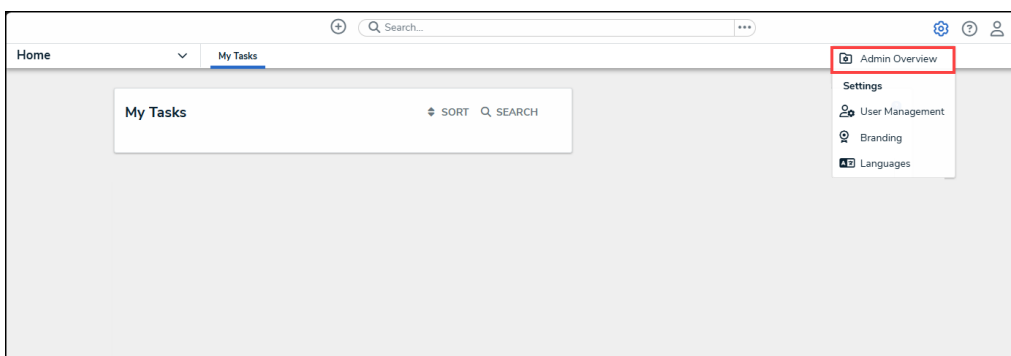 Search...
Home
My Tasks
Admin Overview
Settings
User Management
Branding
Languages
My Tasks
SORT
SEARCH